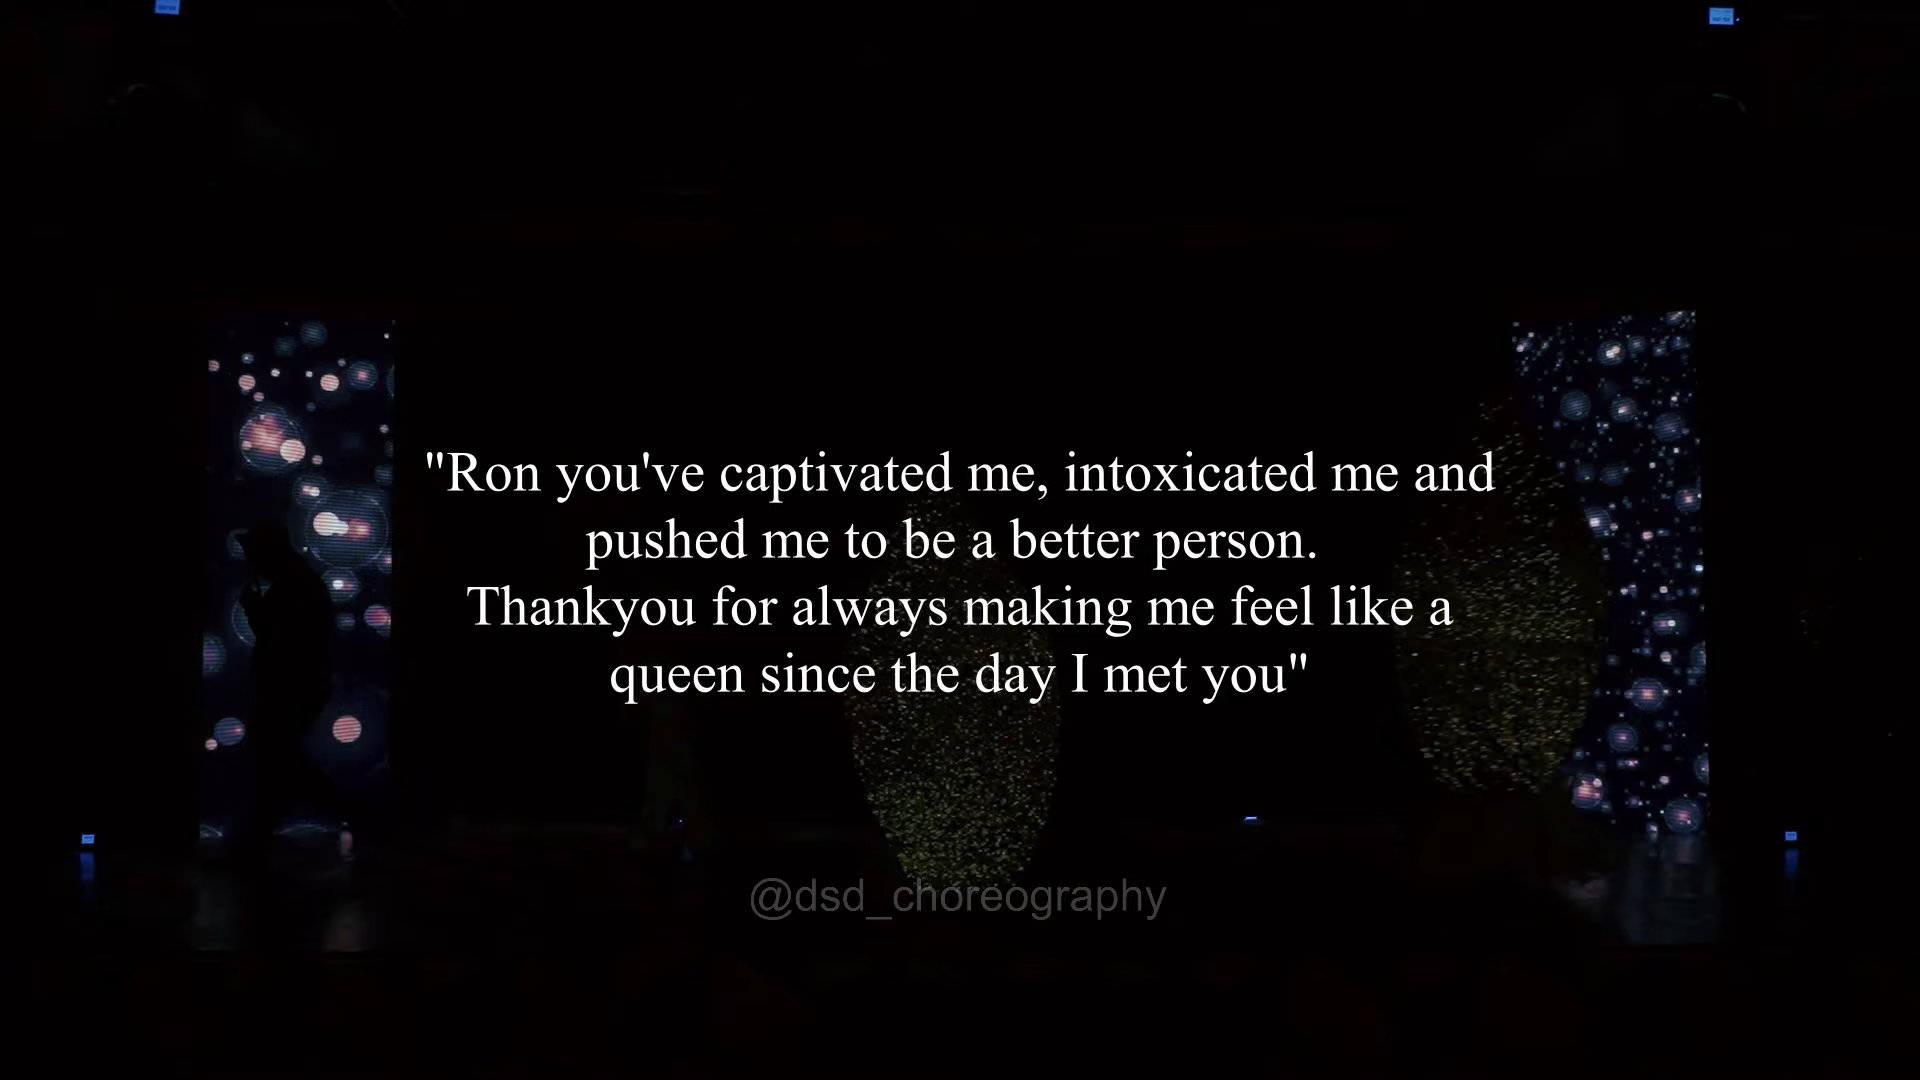 "Ron you've captivated me, intoxicated me and
pushed me to be a better person.
Thankyou for always making me feel like a
queen since the day I met you"
@dsd_choreography